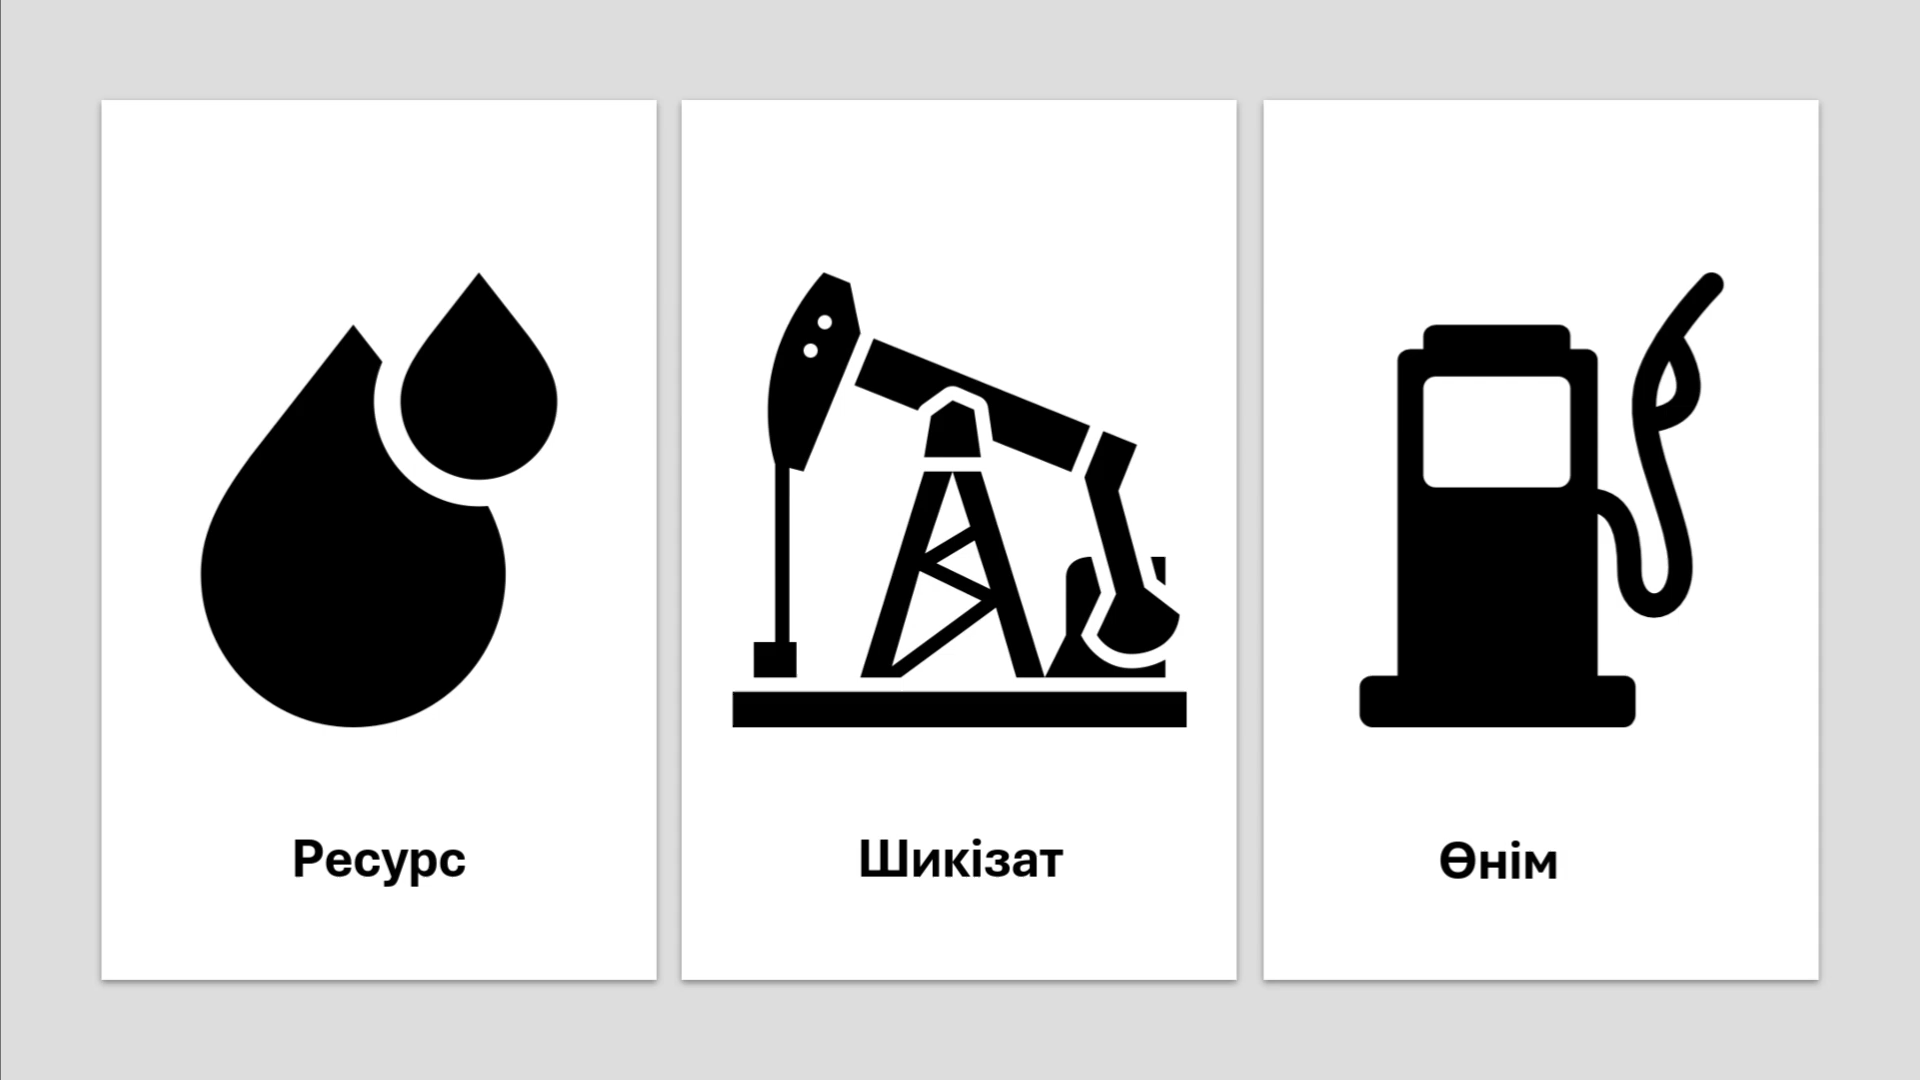 Ресурс
Шикізат
Өнім